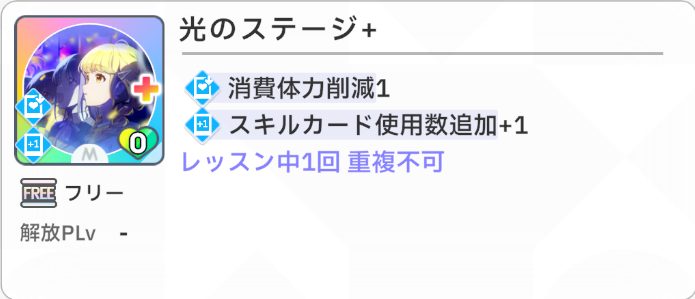 光のステージ+
消費体力削減1
+1
スキルカード使用数追加+1
レッスン中1回 重複不可
+1
0
M
FREE フリー
解放PLv -